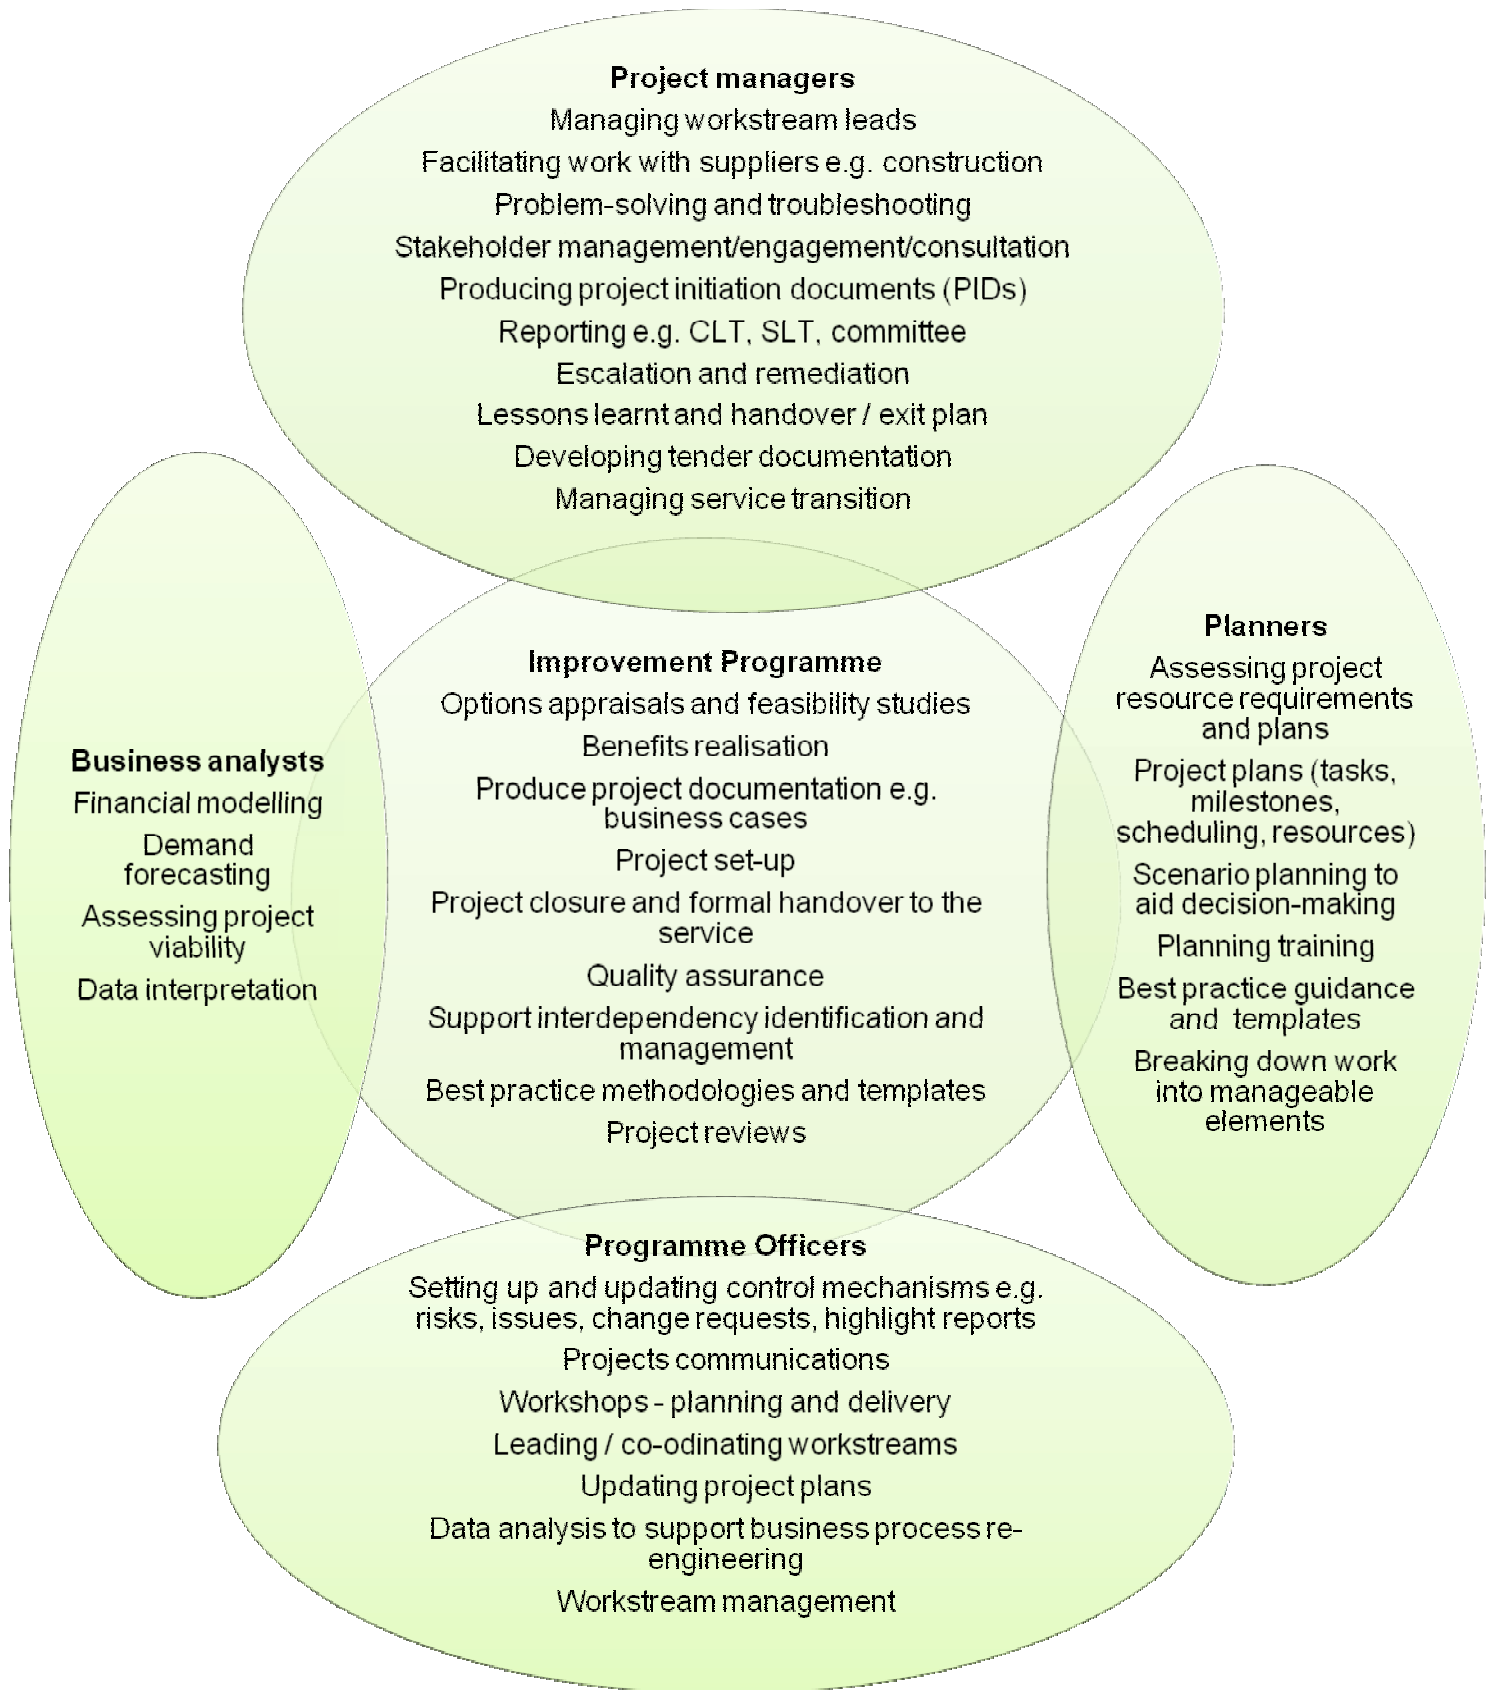 Project managers
Managing workstream leads
Facilitating work with suppliers e.g. construction
Problem-solving and troubleshooting
Stakeholder management/engagement/consultation
Producing project initiation documents (PIDs)
Reporting e.g. CLT, SLT, committee
Escalation and remediation
Lessons learnt and handover / exit plan
Developing tender documentation
Managing service transition
Business analysts
Financial modelling
Demand
forecasting
Assessing project
viability
Data interpretation
Improvement Programme
Options appraisals and feasibility studies
Benefits realisation
Produce project documentation e.g.
business cases
Project set-up
Project closure and formal handover to the
service
Quality assurance
Support interdependency identification and
management
Best practice methodologies and templates
Project reviews
Planners
Assessing project
resource requirements
and plans
Project plans (tasks,
milestones,
scheduling, resources)
Scenario planning to
aid decision-making
Planning training
Best practice guidance
and templates
Breaking down work
into manageable
elements
Programme Officers
Setting up and updating control mechanisms e.g.
risks, issues, change requests, highlight reports
Projects communications
Workshops - planning and delivery
Leading / co-odinating workstreams
Updating project plans
Data analysis to support business process re-
engineering
Workstream management